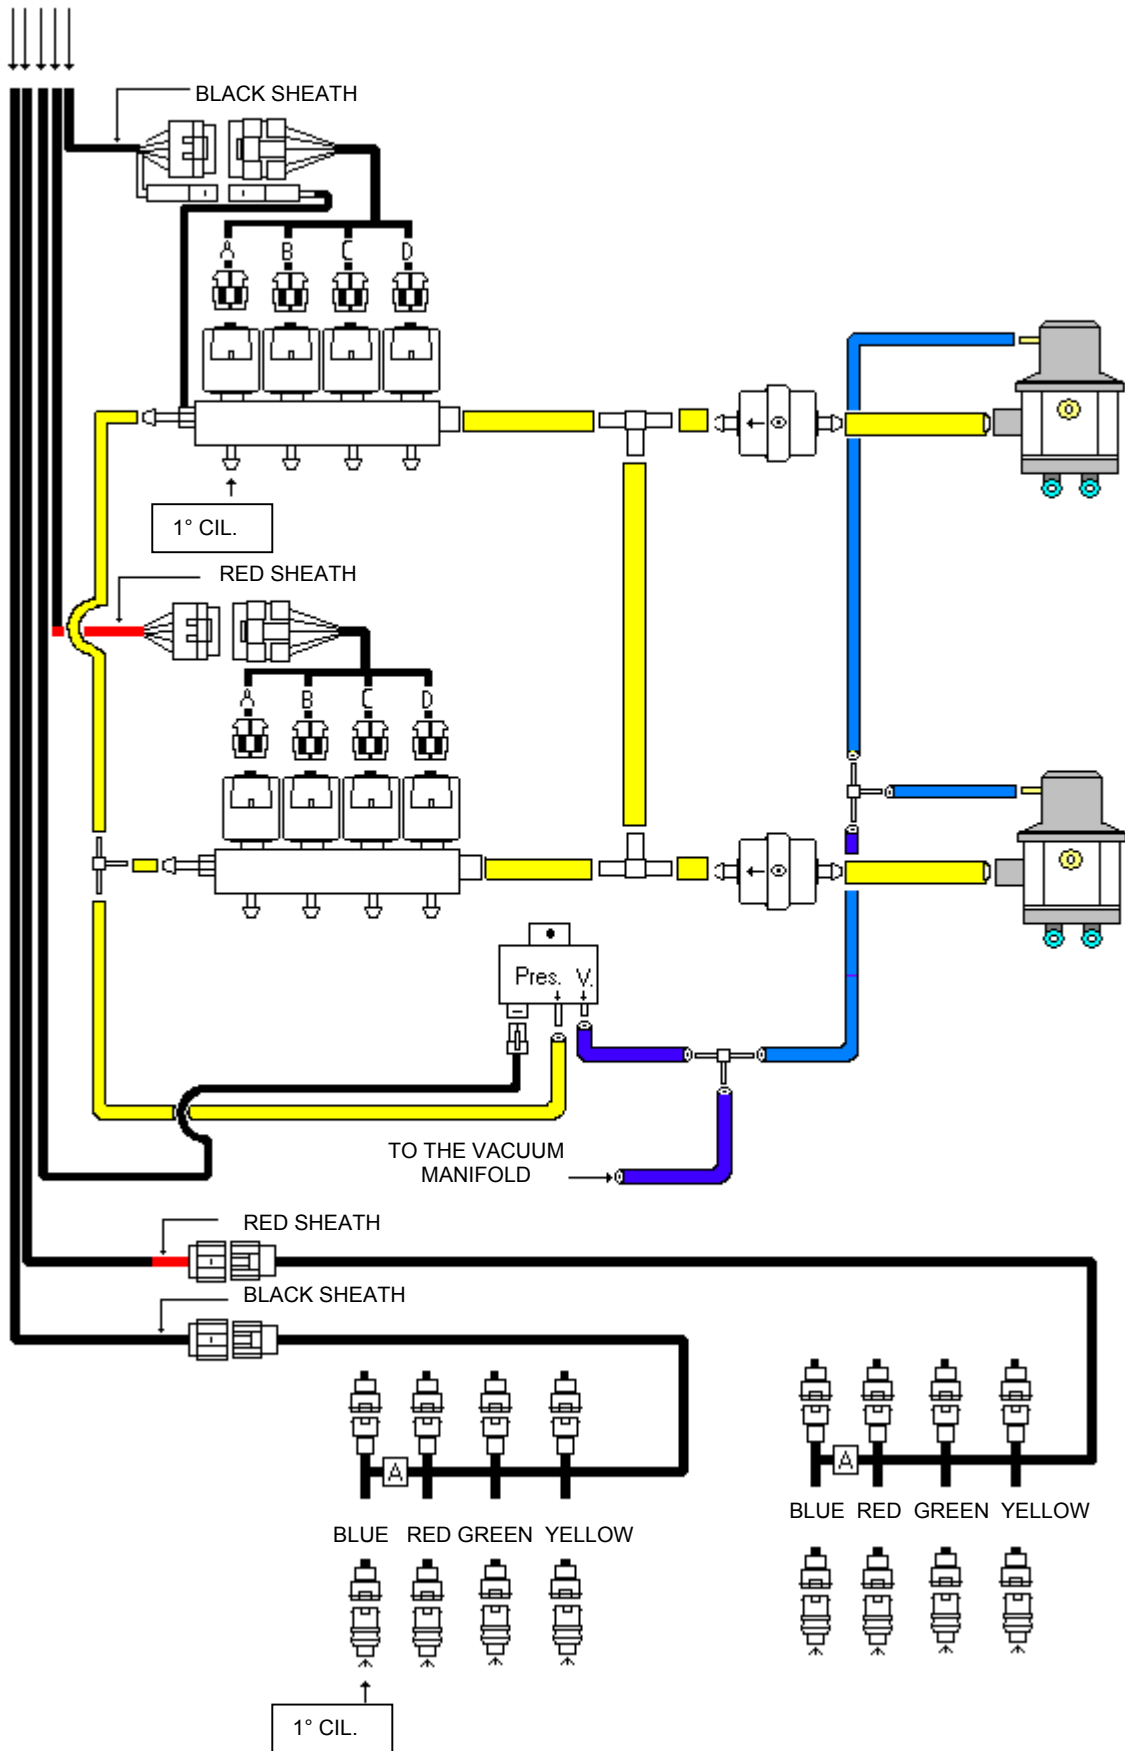 BLACK SHEATH
A B C D
1° CIL.
RED SHEATH
A B C D
Pres. V.
TO THE VACUUM
MANIFOLD
RED SHEATH
BLACK SHEATH
A
A
BLUE RED GREEN YELLOW
BLUE RED GREEN YELLOW
1° CIL.